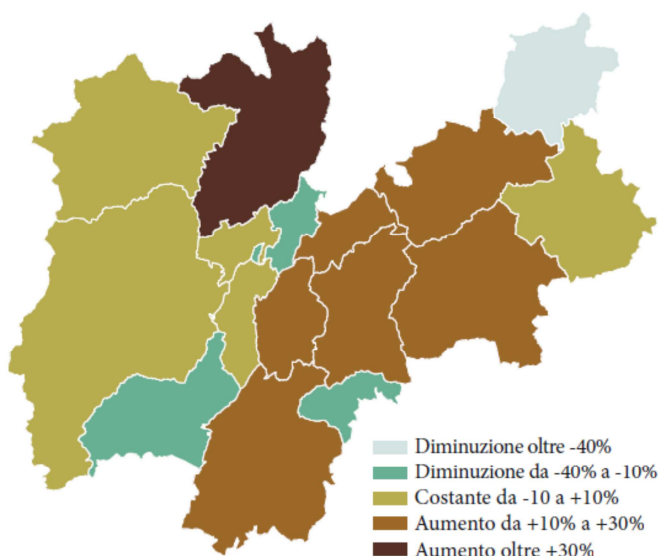 Diminuzione oltre -40%
Diminuzione da -40% a -10%
Costante da -10 a +10%
Aumento da +10% a +30%
Aumento oltre +30%